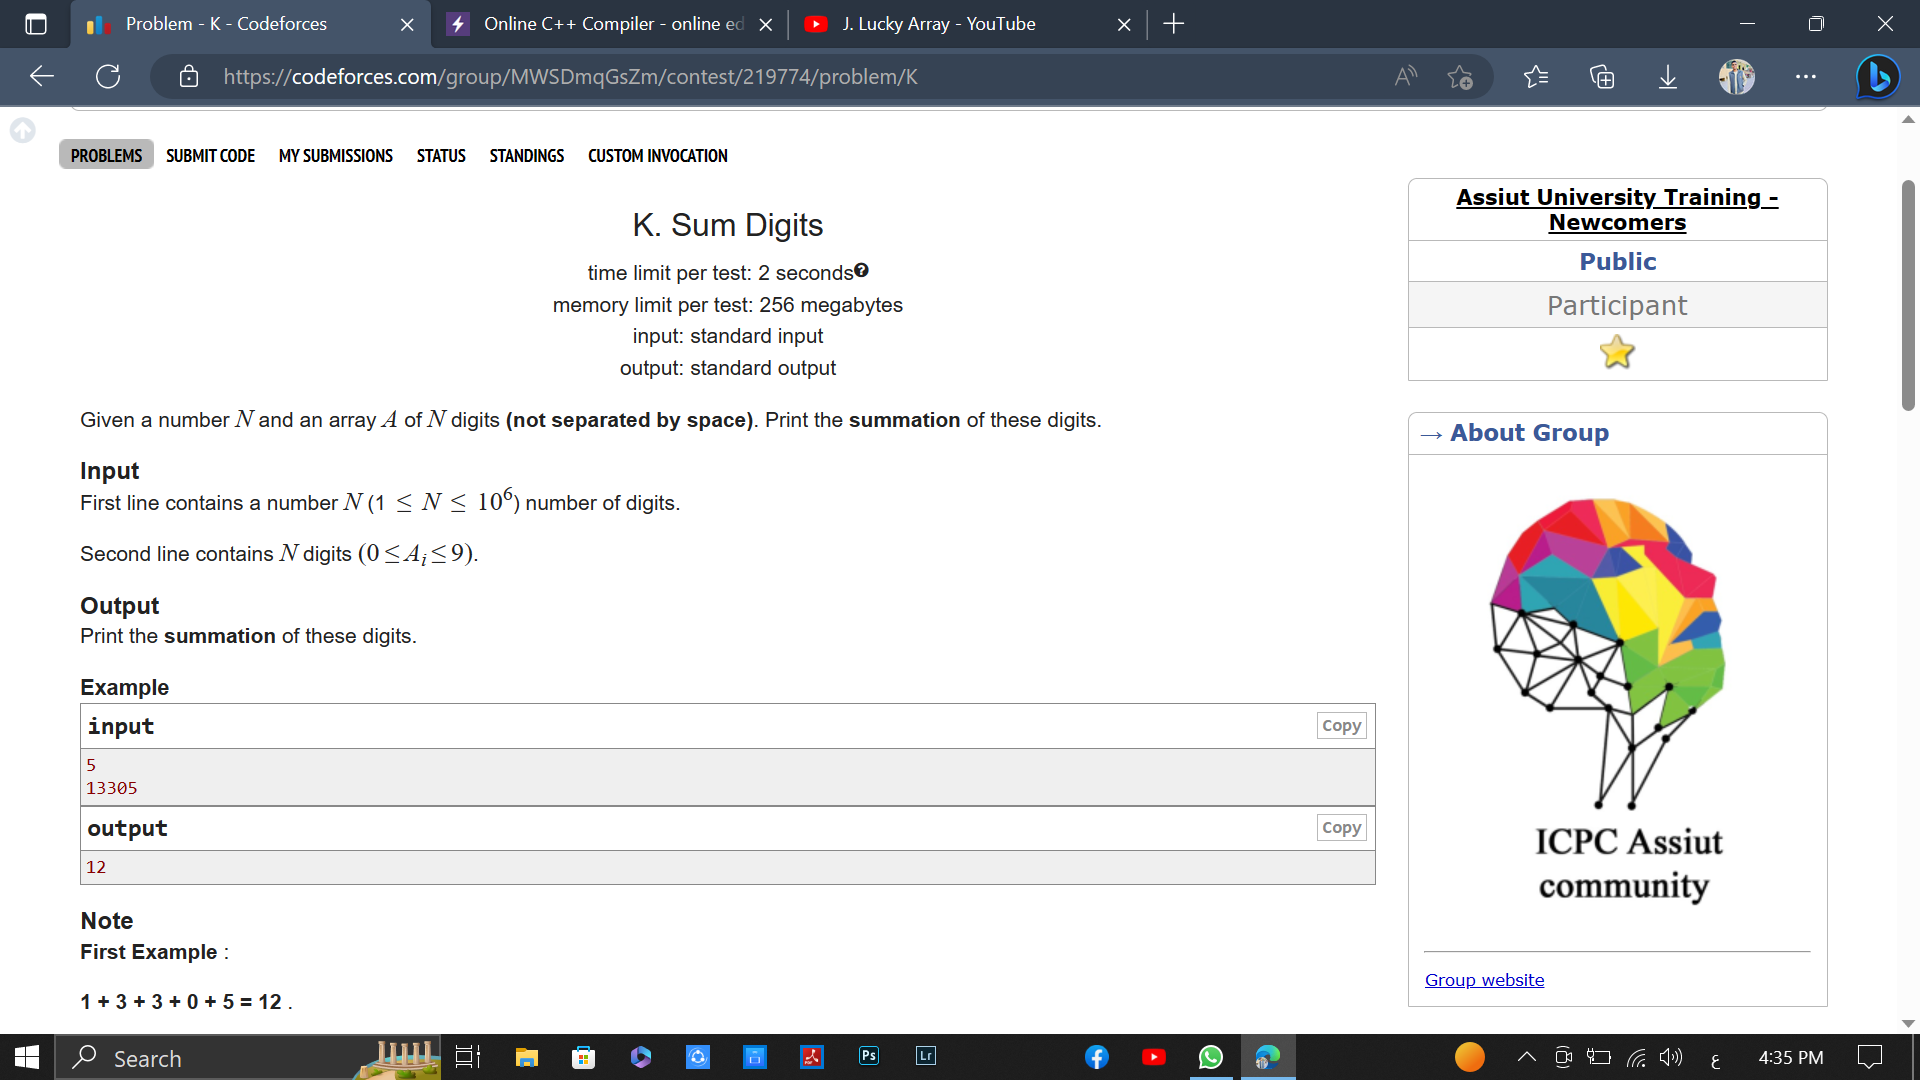 Problem - K - Codeforces
Online C++ Compiler - online ed
J. Lucky Array - YouTube
https://codeforces.com/group/MWSDmqGsZm/contest/219774/problem/K
PROBLEMS SUBMIT CODE MY SUBMISSIONS STATUS STANDINGS CUSTOM INVOCATION
K. Sum Digits
time limit per test: 2 seconds
memory limit per test: 256 megabytes
input: standard input
output: standard output
Given a number N and an array A of N digits (not separated by space). Print the summation of these digits.
Input
First line contains a number N (1 ≤ N ≤ 10^6) number of digits.
Second line contains N digits (0 ≤ A_i ≤ 9).
Output
Print the summation of these digits.
Example
input
Copy
5
13305
output
Copy
12
Note
First Example :
1 + 3 + 3 + 0 + 5 = 12 .
Assiut University Training -
Newcomers
Public
Participant
→ About Group
ICPC Assiut
community
Group website
Search
Ps
Lr
ع
4:35 PM